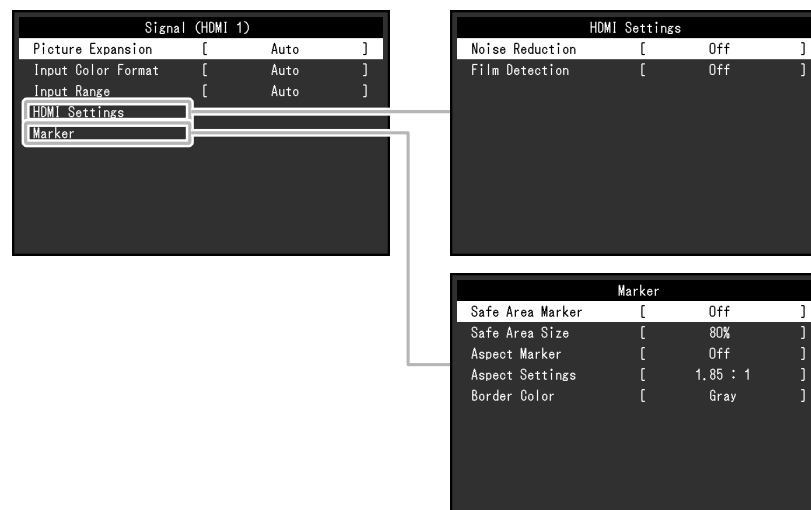 Signal (HDMI 1)
Picture Expansion [ Auto ]
Input Color Format [ Auto ]
Input Range [ Auto ]
HDMI Settings
Marker
HDMI Settings
Noise Reduction [ Off ]
Film Detection [ Off ]
Marker
Safe Area Marker [ Off ]
Safe Area Size [ 80% ]
Aspect Marker [ Off ]
Aspect Settings [ 1.85 : 1 ]
Border Color [ Gray ]